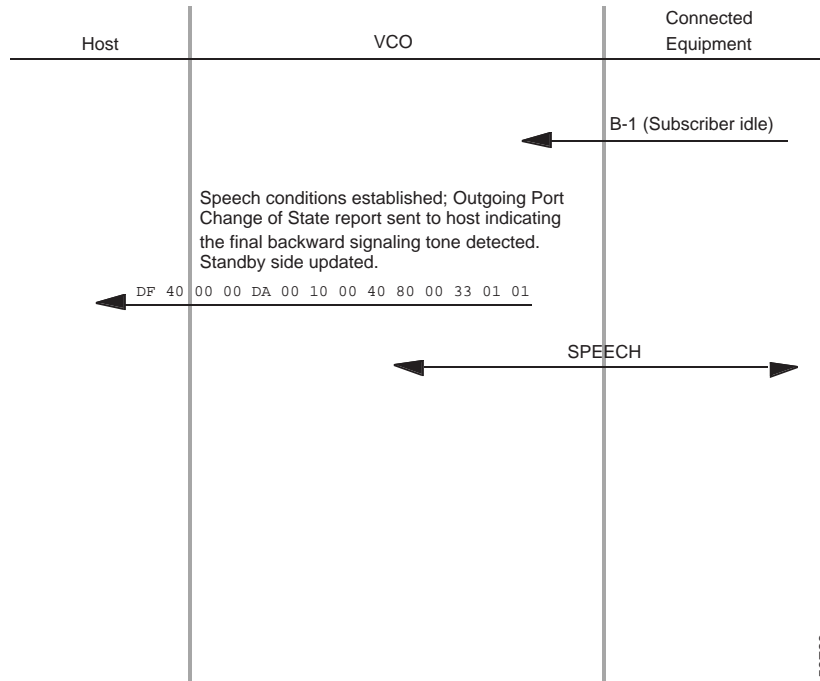 Host
VCO
Connected
Equipment
B-1 (Subscriber idle)
Speech conditions established; Outgoing Port
Change of State report sent to host indicating
the final backward signaling tone detected.
Standby side updated.
DF 40 00 00 DA 00 10 00 40 80 00 33 01 01
SPEECH